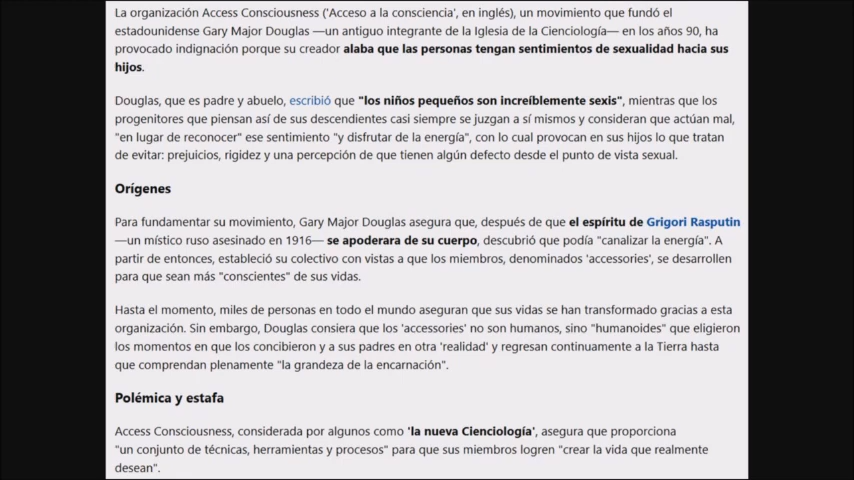 La organización Access Consciousness ('Acceso a la consciencia', en inglés), un movimiento que fundó el
estadounidense Gary Major Douglas —un antiguo integrante de la Iglesia de la Cienciología— en los años 90, ha
provocado indignación porque su creador alaba que las personas tengan sentimientos de sexualidad hacia sus
hijos.
Douglas, que es padre y abuelo, escribió que "los niños pequeños son increíblemente sexis", mientras que los
progenitores que piensan así de sus descendientes casi siempre se juzgan a sí mismos y consideran que actúan mal,
"en lugar de reconocer" ese sentimiento "y disfrutar de la energía", con lo cual provocan en sus hijos lo que tratan
de evitar: prejuicios, rigidez y una percepción de que tienen algún defecto desde el punto de vista sexual.
Orígenes
Para fundamentar su movimiento, Gary Major Douglas asegura que, después de que el espíritu de Grigori Rasputin
—un místico ruso asesinado en 1916— se apoderara de su cuerpo, descubrió que podía "canalizar la energía". A
partir de entonces, estableció su colectivo con vistas a que los miembros, denominados 'accessories', se desarrollen
para que sean más "conscientes" de sus vidas.
Hasta el momento, miles de personas en todo el mundo aseguran que sus vidas se han transformado gracias a esta
organización. Sin embargo, Douglas consiera que los 'accessories' no son humanos, sino "humanoides" que eligieron
los momentos en que los concibieron y a sus padres en otra 'realidad' y regresan continuamente a la Tierra hasta
que comprendan plenamente "la grandeza de la encarnación".
Polémica y estafa
Access Consciousness, considerada por algunos como 'la nueva Cienciología', asegura que proporciona
"un conjunto de técnicas, herramientas y procesos" para que sus miembros logren "crear la vida que realmente
desean".